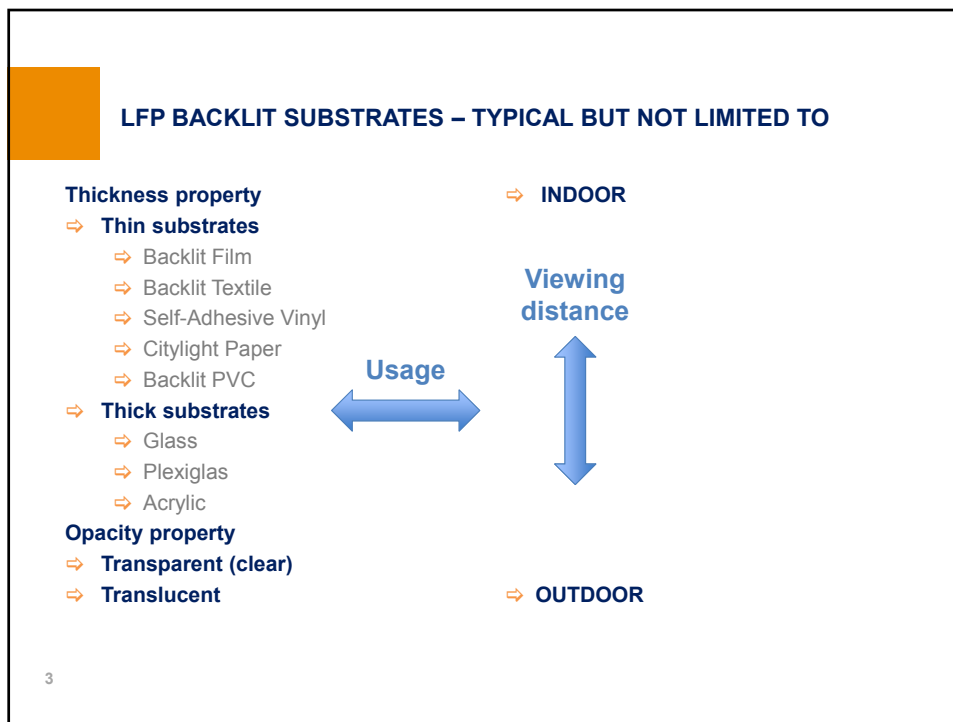 LFP BACKLIT SUBSTRATES – TYPICAL BUT NOT LIMITED TO
Thickness property
⇨ Thin substrates
⇨ Backlit Film
⇨ Backlit Textile
⇨ Self-Adhesive Vinyl
⇨ Citylight Paper
⇨ Backlit PVC
⇨ Thick substrates
⇨ Glass
⇨ Plexiglas
⇨ Acrylic
Opacity property
⇨ Transparent (clear)
⇨ Translucent
Usage
⇨ INDOOR
Viewing
distance
⇨ OUTDOOR
3